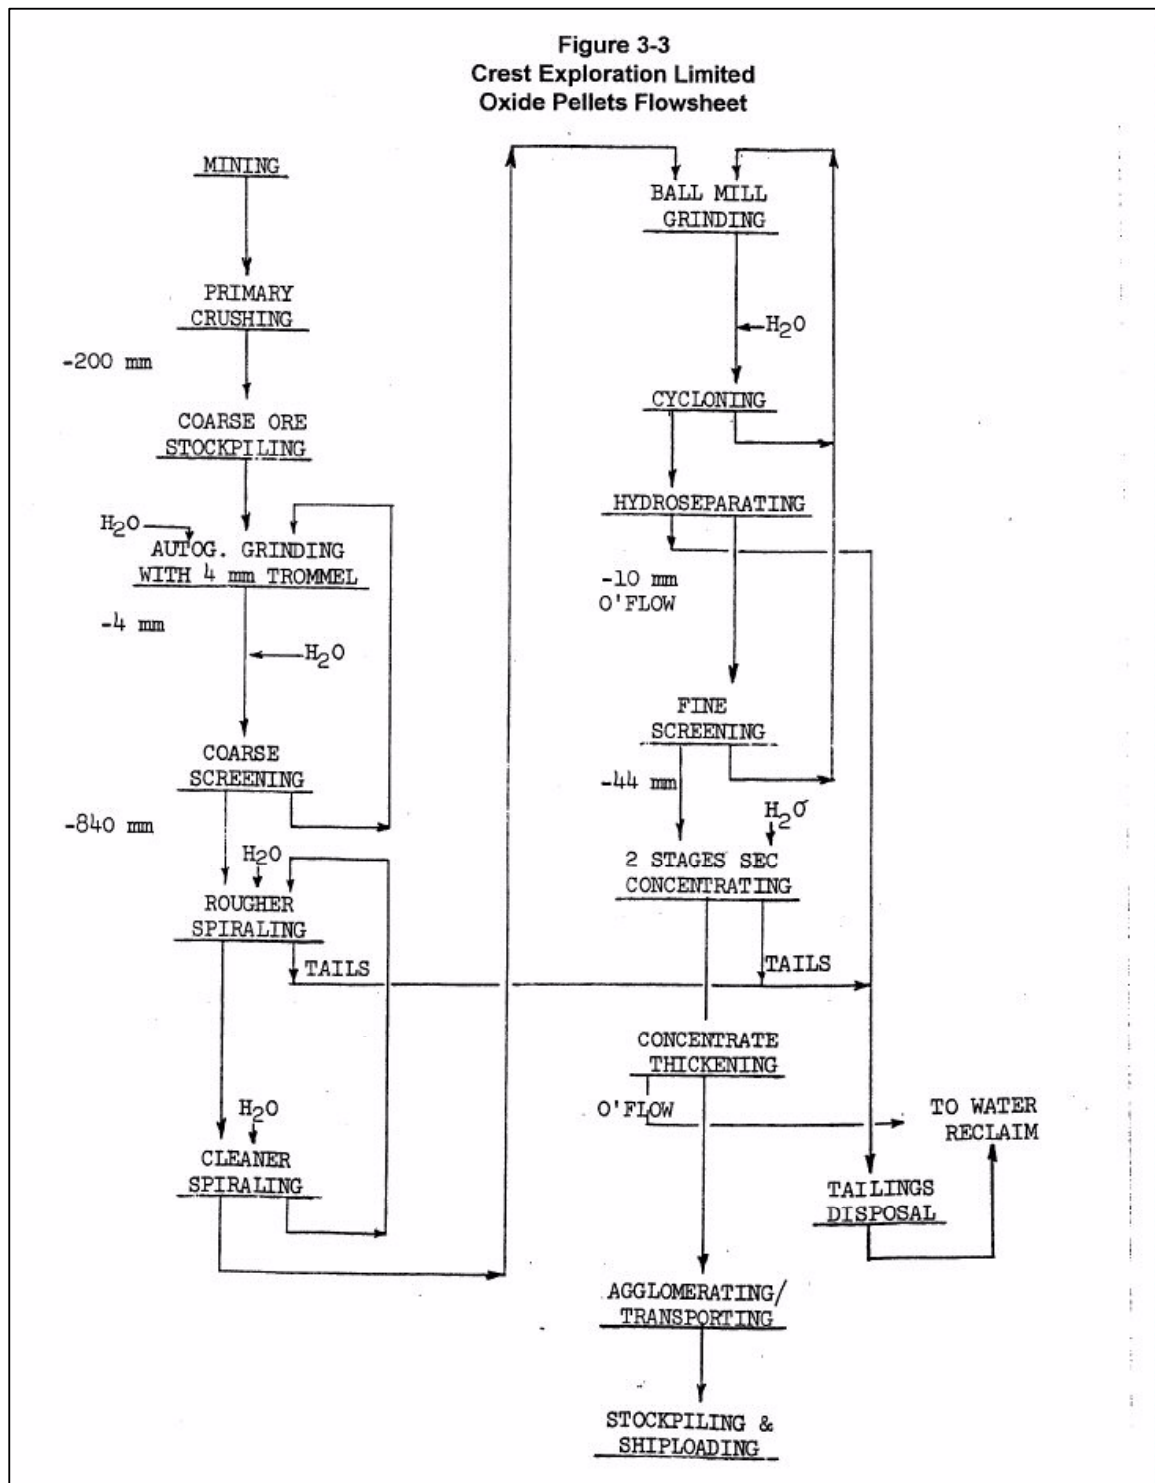 Figure 3-3
Crest Exploration Limited
Oxide Pellets Flowsheet
MINING
PRIMARY
CRUSHING
-200 mm
COARSE ORE
STOCKPILING
H2O
AUTOG. GRINDING
WITH 4 mm TROMMEL
-4 mm
H2O
COARSE
SCREENING
-840 mm
H2O
ROUGHER
SPIRALING
TAILS
H2O
CLEANER
SPIRALING
BALL MILL
GRINDING
H2O
CYCLONING
HYDROSEPARATING
-10 mm
O'FLOW
FINE
SCREENING
-44 mm
H2O
2 STAGES SEC
CONCENTRATING
TAILS
CONCENTRATE
THICKENING
O'FLOW
TO WATER
RECLAIM
TAILINGS
DISPOSAL
AGGLOMERATING/
TRANSPORTING
STOCKPILING &
SHIPLOADING